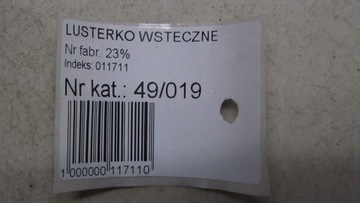 LUSTERKO WSTECZNE
Nr fabr. 23%
Indeks: 011711
Nr kat.: 49/019
1 000000 117110